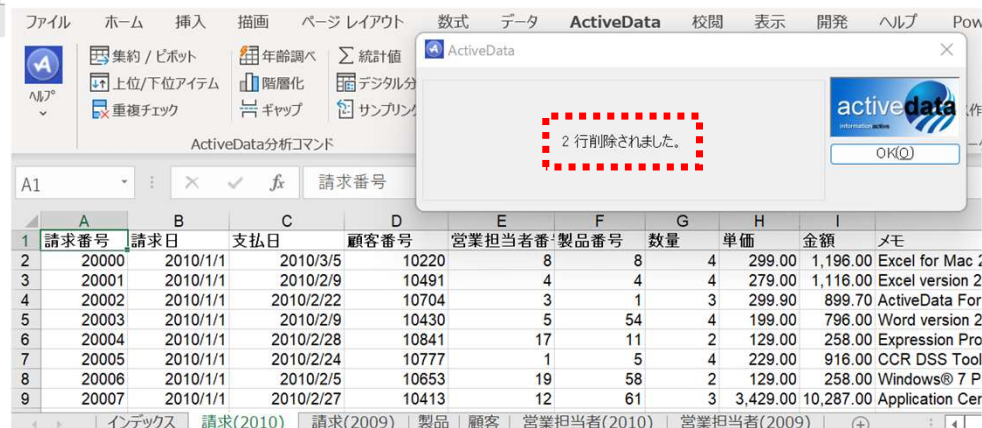 ファイル ホーム 挿入 描画 ページ レイアウト 数式 データ ActiveData 校閲 表示 開発 ヘルプ Pow
ActiveData
集約 / ピボット 年齢調べ 統計値
上位/下位アイテム 階層化 デジタル分
ヘルプ
重複チェック ギャップ サンプリング
ActiveData分析コマンド
activedata
information active
2 行削除されました。
OK(O)
A1 fx 請求番号
A B C D E F G H I
1 請求番号 請求日 支払日 顧客番号 営業担当者番 製品番号 数量 単価 金額 メモ
2 20000 2010/1/1 2010/3/5 10220 8 8 4 299.00 1,196.00 Excel for Mac 2
3 20001 2010/1/1 2010/2/9 10491 4 4 4 279.00 1,116.00 Excel version 2
4 20002 2010/1/1 2010/2/22 10704 3 1 3 299.90 899.70 ActiveData For
5 20003 2010/1/1 2010/2/9 10430 5 54 4 199.00 796.00 Word version 2
6 20004 2010/1/1 2010/2/28 10841 17 11 2 129.00 258.00 Expression Pro
7 20005 2010/1/1 2010/2/24 10777 1 5 4 229.00 916.00 CCR DSS Tool
8 20006 2010/1/1 2010/2/5 10653 19 58 2 129.00 258.00 Windows® 7 P
9 20007 2010/1/1 2010/2/27 10413 12 61 3 3,429.00 10,287.00 Application Cer
インデックス 請求(2010) 請求(2009) 製品 顧客 営業担当者(2010) 営業担当者(2009)